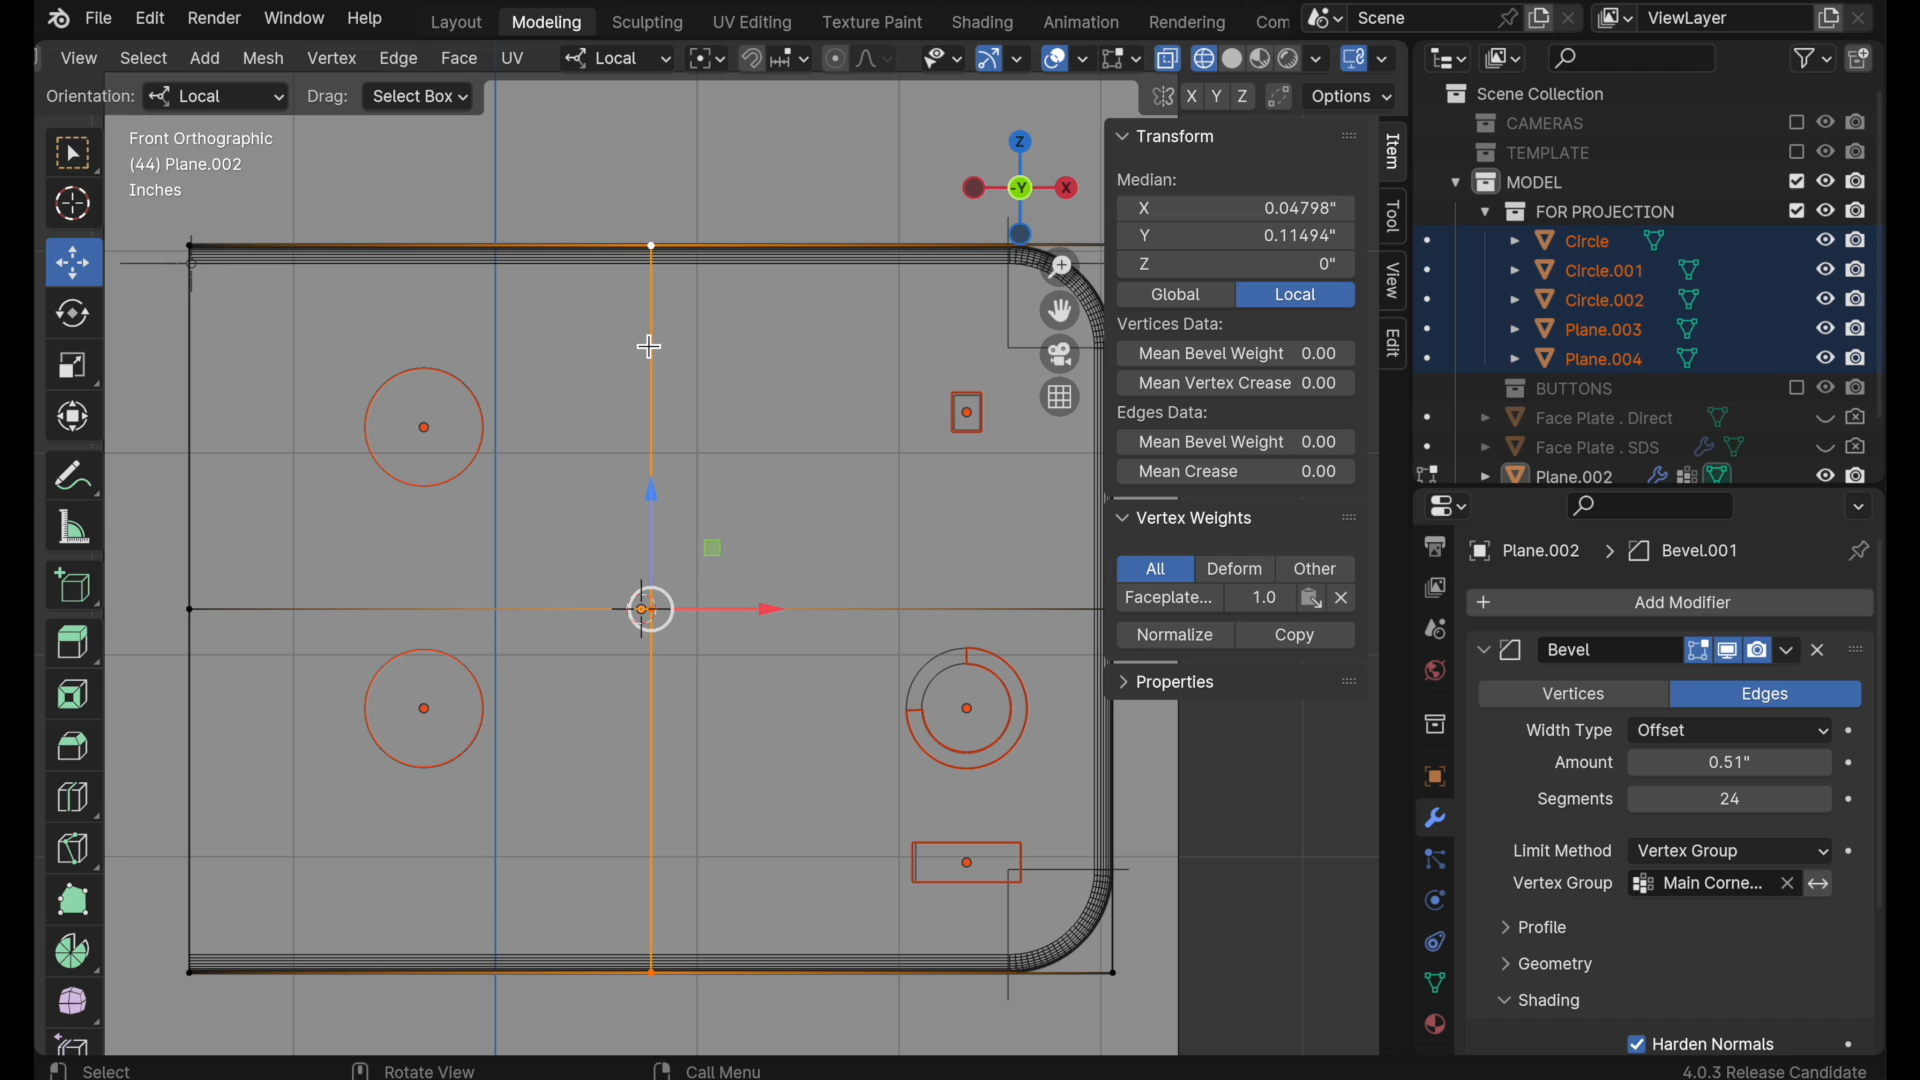 File Edit Render Window Help Layout Modeling Sculpting UV Editing Texture Paint Shading Animation Rendering Com Scene ViewLayer
View Select Add Mesh Vertex Edge Face UV Local
Orientation: Local Drag: Select Box X Y Z Options
Front Orthographic
(44) Plane.002
Inches
Z
-Y
X
Transform
Median:
X 0.04798"
Y 0.11494"
Z 0"
Global Local
Vertices Data:
Mean Bevel Weight 0.00
Mean Vertex Crease 0.00
Edges Data:
Mean Bevel Weight 0.00
Mean Crease 0.00
Vertex Weights
All Deform Other
Faceplate... 1.0
Normalize Copy
Properties
Item
Tool
View
Edit
Scene Collection
CAMERAS
TEMPLATE
MODEL
FOR PROJECTION
Circle
Circle.001
Circle.002
Plane.003
Plane.004
BUTTONS
Face Plate . Direct
Face Plate . SDS
Plane.002
Plane.002 Bevel.001
Add Modifier
Bevel
Vertices Edges
Width Type Offset
Amount 0.51"
Segments 24
Limit Method Vertex Group
Vertex Group Main Corne...
Profile
Geometry
Shading
Harden Normals
Select Rotate View Call Menu 4.0.3 Release Candidate